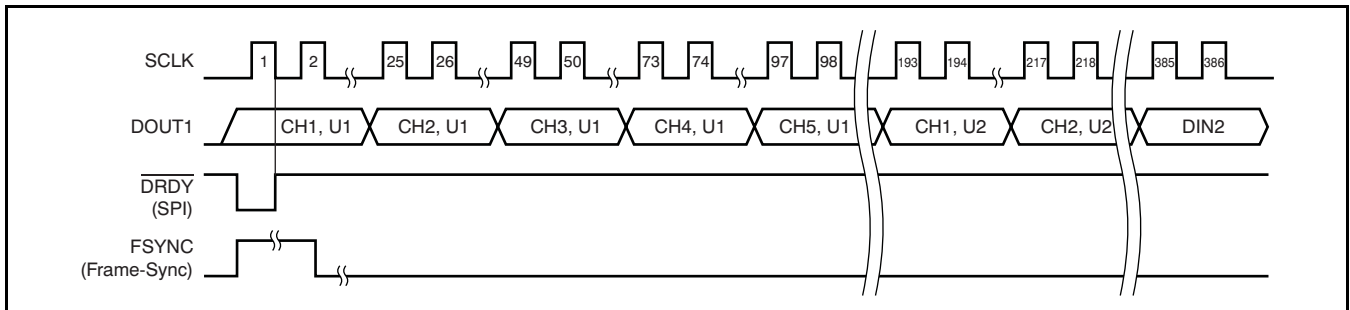 SCLK
1 2 25 26 49 50 73 74 97 98 193 194 217 218 385 386
DOUT1
CH1, U1 CH2, U1 CH3, U1 CH4, U1 CH5, U1 CH1, U2 CH2, U2 DIN2
DRDY
(SPI)
FSYNC
(Frame-Sync)